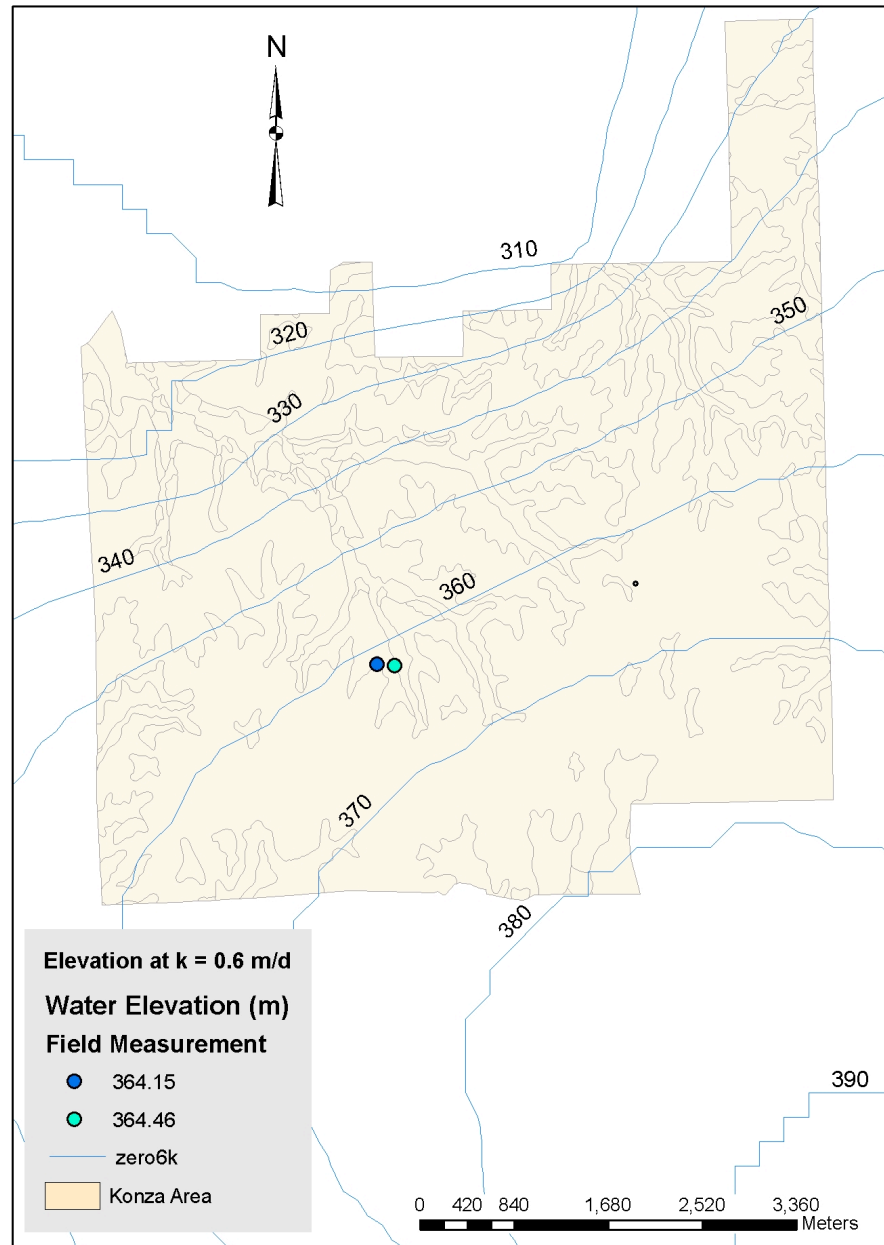 N
310
320
350
330
340
360
370
380
390
Elevation at k = 0.6 m/d
Water Elevation (m)
Field Measurement
364.15
364.46
zero6k
Konza Area
0 420 840 1,680 2,520 3,360
Meters